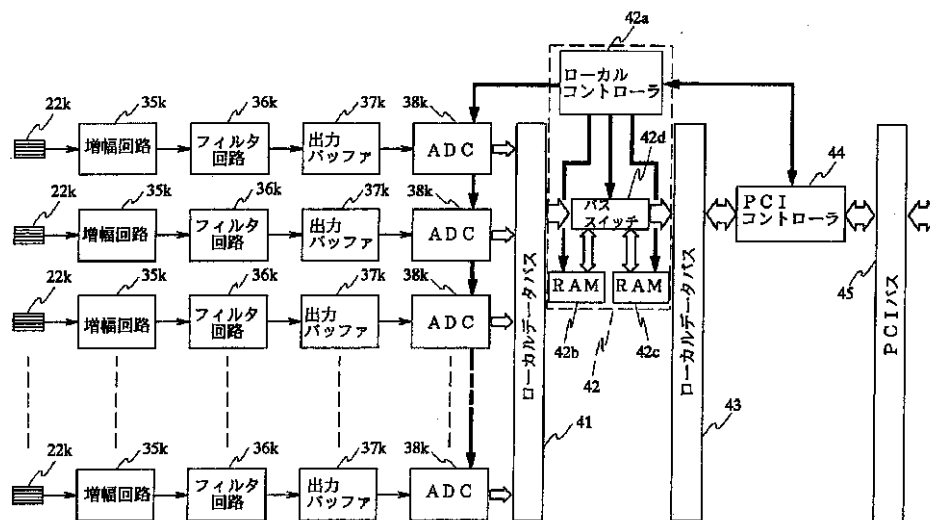 42a
ローカル
コントローラ
22k
35k
36k
37k
38k
増幅回路
フィルタ
回路
出力
バッファ
ADC
42d
44
22k
35k
36k
37k
38k
増幅回路
フィルタ
回路
出力
バッファ
ADC
バス
スイッチ
PCI
コントローラ
22k
35k
36k
37k
38k
増幅回路
フィルタ
回路
出力
バッファ
ADC
RAM
RAM
42b
42
42c
ローカルデータバス
41
ローカルデータバス
43
45
PCIバス
22k
35k
36k
37k
38k
増幅回路
フィルタ
回路
出力
バッファ
ADC